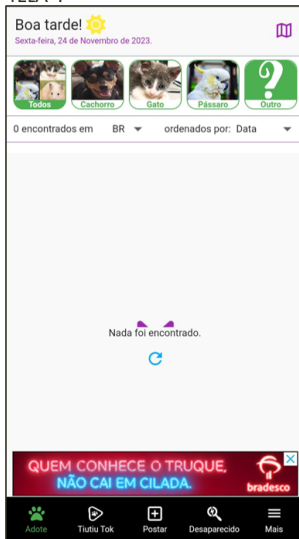 Boa tarde!
Sexta-feira, 24 de Novembro de 2023.
Todos
Cachorro
Gato
Pássaro
Outro
0 encontrados em BR ordenados por: Data
Nada foi encontrado.
QUEM CONHECE O TRUQUE,
NÃO CAI EM CILADA.
bradesco
Adote
Tiutiu Tok
Postar
Desaparecido
Mais